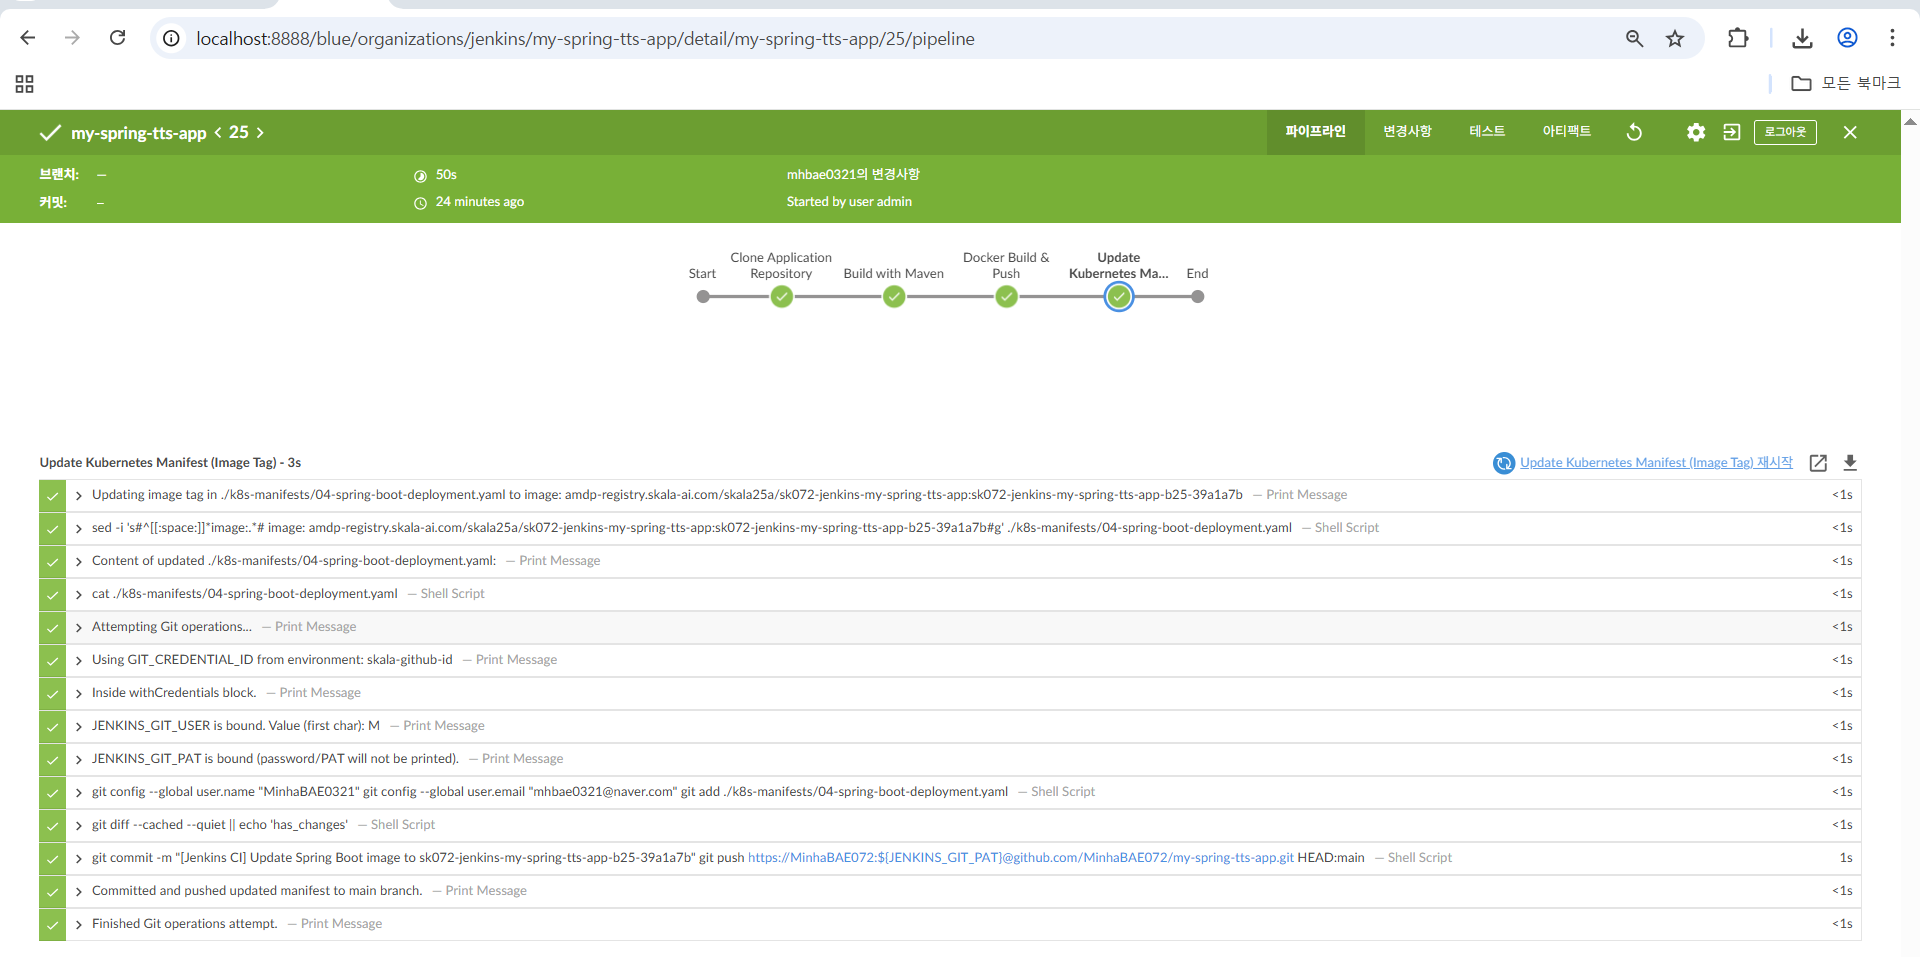 localhost:8888/blue/organizations/jenkins/my-spring-tts-app/detail/my-spring-tts-app/25/pipeline
모든 북마크
my-spring-tts-app < 25 >
파이프라인 변경사항 테스트 아티팩트 로그아웃
브랜치: — 50s mhbae0321의 변경사항
커밋: — 24 minutes ago Started by user admin
Start
Clone Application Repository
Build with Maven
Docker Build & Push
Update Kubernetes Ma...
End
Update Kubernetes Manifest (Image Tag) - 3s Update Kubernetes Manifest (Image Tag) 재시작
Updating image tag in ./k8s-manifests/04-spring-boot-deployment.yaml to image: amdp-registry.skala-ai.com/skala25a/sk072-jenkins-my-spring-tts-app:sk072-jenkins-my-spring-tts-app-b25-39a1a7b — Print Message <1s
sed -i 's#^[[:space:]]*image:.*# image: amdp-registry.skala-ai.com/skala25a/sk072-jenkins-my-spring-tts-app:sk072-jenkins-my-spring-tts-app-b25-39a1a7b#g' ./k8s-manifests/04-spring-boot-deployment.yaml — Shell Script <1s
Content of updated ./k8s-manifests/04-spring-boot-deployment.yaml: — Print Message <1s
cat ./k8s-manifests/04-spring-boot-deployment.yaml — Shell Script <1s
Attempting Git operations... — Print Message <1s
Using GIT_CREDENTIAL_ID from environment: skala-github-id — Print Message <1s
Inside withCredentials block. — Print Message <1s
JENKINS_GIT_USER is bound. Value (first char): M — Print Message <1s
JENKINS_GIT_PAT is bound (password/PAT will not be printed). — Print Message <1s
git config --global user.name "MinhaBAE0321" git config --global user.email "mhbae0321@naver.com" git add ./k8s-manifests/04-spring-boot-deployment.yaml — Shell Script <1s
git diff --cached --quiet || echo 'has_changes' — Shell Script <1s
git commit -m "[Jenkins CI] Update Spring Boot image to sk072-jenkins-my-spring-tts-app-b25-39a1a7b" git push https://MinhaBAE072:${JENKINS_GIT_PAT}@github.com/MinhaBAE072/my-spring-tts-app.git HEAD:main — Shell Script 1s
Committed and pushed updated manifest to main branch. — Print Message <1s
Finished Git operations attempt. — Print Message <1s